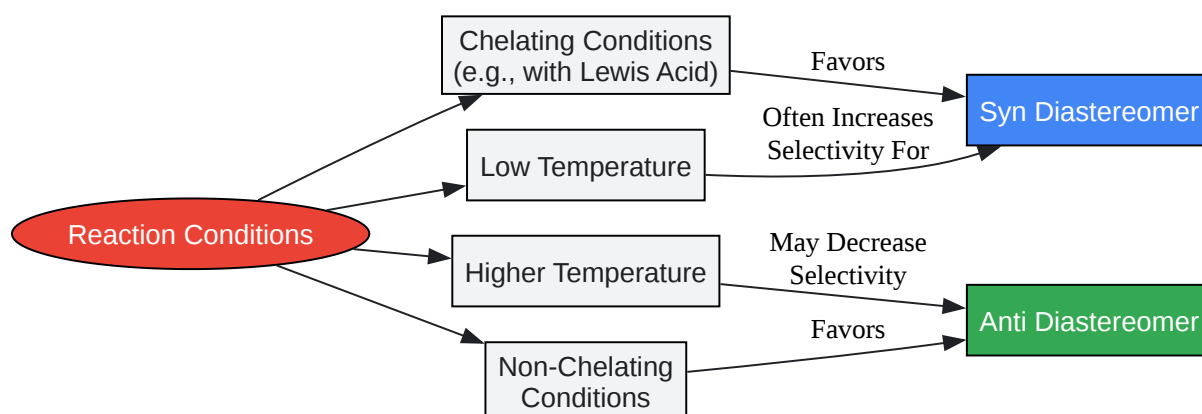 Chelating Conditions
(e.g., with Lewis Acid)
Favors
Syn Diastereomer
Often Increases
Selectivity For
Low Temperature
Reaction Conditions
May Decrease
Selectivity
Higher Temperature
Anti Diastereomer
Favors
Non-Chelating
Conditions